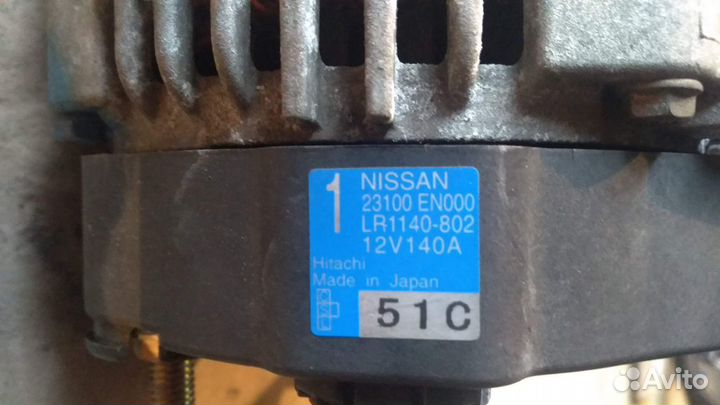 1
NISSAN
23100 EN000
LR1140-802
12V140A
Hitachi
Made in Japan
51C
Avito